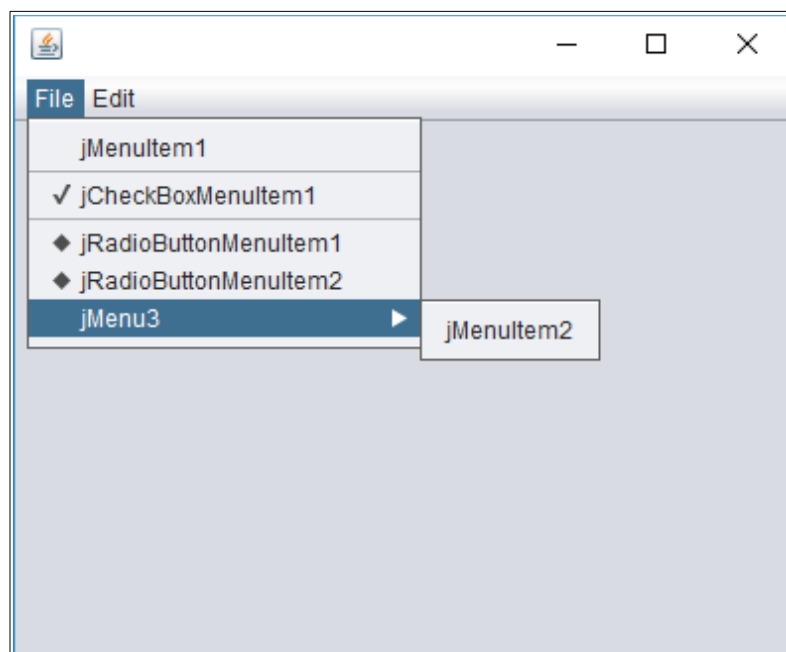 File Edit
jMenuItem1
jCheckBoxMenuItem1
jRadioButtonMenuItem1
jRadioButtonMenuItem2
jMenu3
jMenuItem2